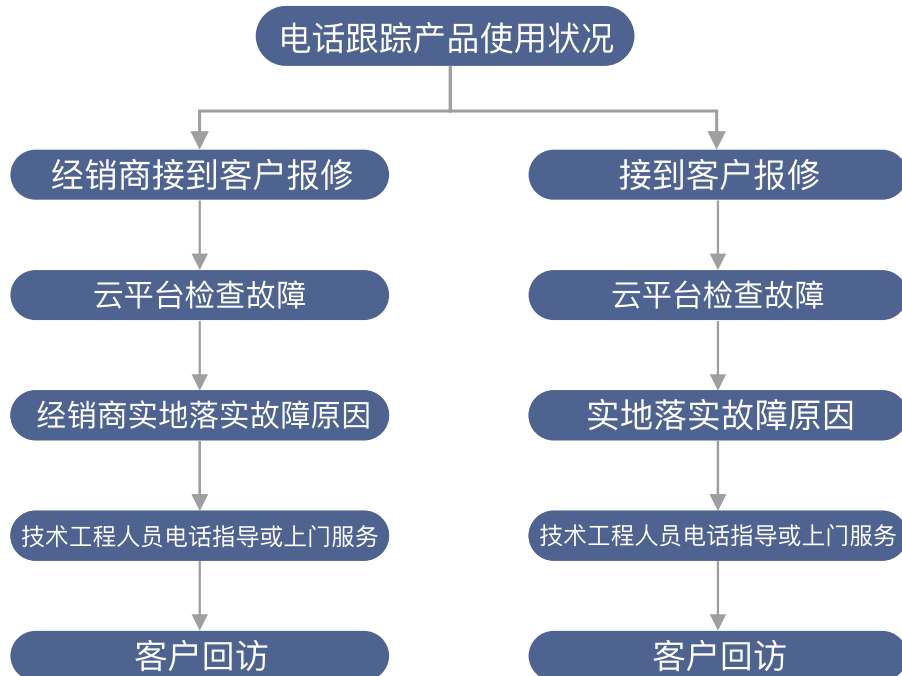 电话跟踪产品使用状况
经销商接到客户报修
接到客户报修
云平台检查故障
云平台检查故障
经销商实地落实故障原因
实地落实故障原因
技术工程人员电话指导或上门服务
技术工程人员电话指导或上门服务
客户回访
客户回访